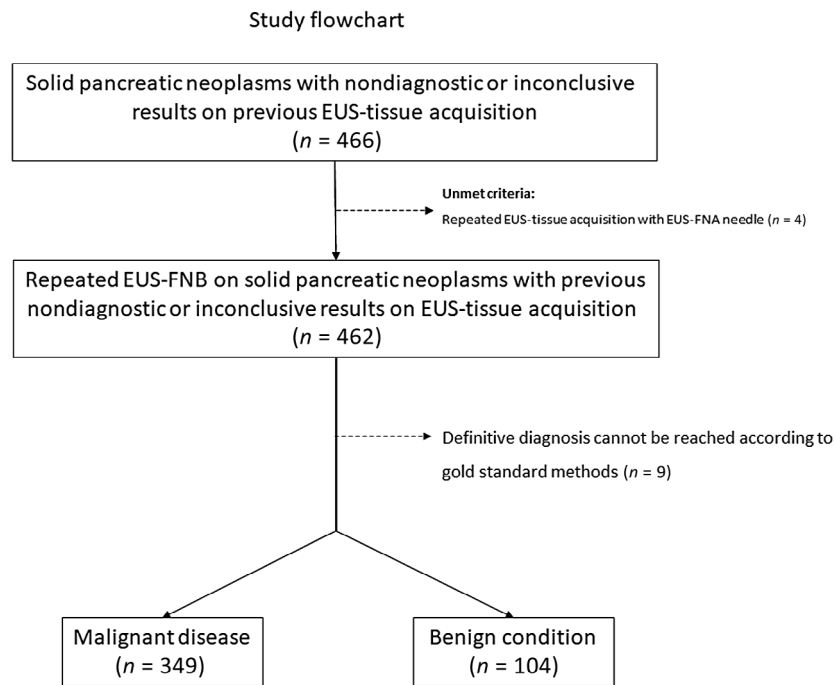 Study flowchart
Solid pancreatic neoplasms with nondiagnostic or inconclusive
results on previous EUS-tissue acquisition
(n = 466)
Unmet criteria:
Repeated EUS-tissue acquisition with EUS-FNA needle (n = 4)
Repeated EUS-FNB on solid pancreatic neoplasms with previous
nondiagnostic or inconclusive results on EUS-tissue acquisition
(n = 462)
Definitive diagnosis cannot be reached according to
gold standard methods (n = 9)
Malignant disease
(n = 349)
Benign condition
(n = 104)